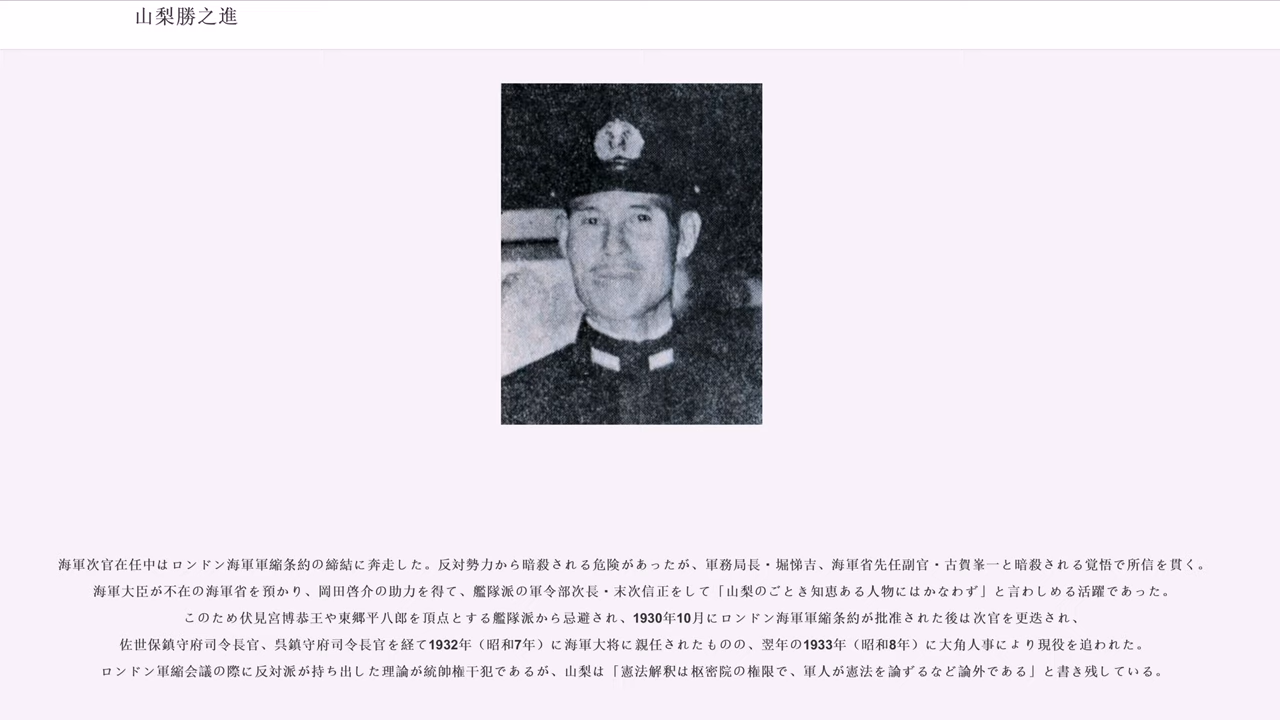 山梨勝之進
海軍次官在任中はロンドン海軍軍縮条約の締結に奔走した。反対勢力から暗殺される危険があったが、軍務局長・堀悌吉、海軍省先任副官・古賀峯一と暗殺される覚悟で所信を貫く。
海軍大臣が不在の海軍省を預かり、岡田啓介の助力を得て、艦隊派の軍令部次長・末次信正をして「山梨のごとき知恵ある人物にはかなわず」と言わしめる活躍であった。
このため伏見宮博恭王や東郷平八郎を頂点とする艦隊派から忌避され、1930年10月にロンドン海軍軍縮条約が批准された後は次官を更迭され、
佐世保鎮守府司令長官、呉鎮守府司令長官を経て1932年（昭和7年）に海軍大将に親任されたものの、翌年の1933年（昭和8年）に大角人事により現役を追われた。
ロンドン軍縮会議の際に反対派が持ち出した理論が統帥権干犯であるが、山梨は「憲法解釈は枢密院の権限で、軍人が憲法を論ずるなど論外である」と書き残している。